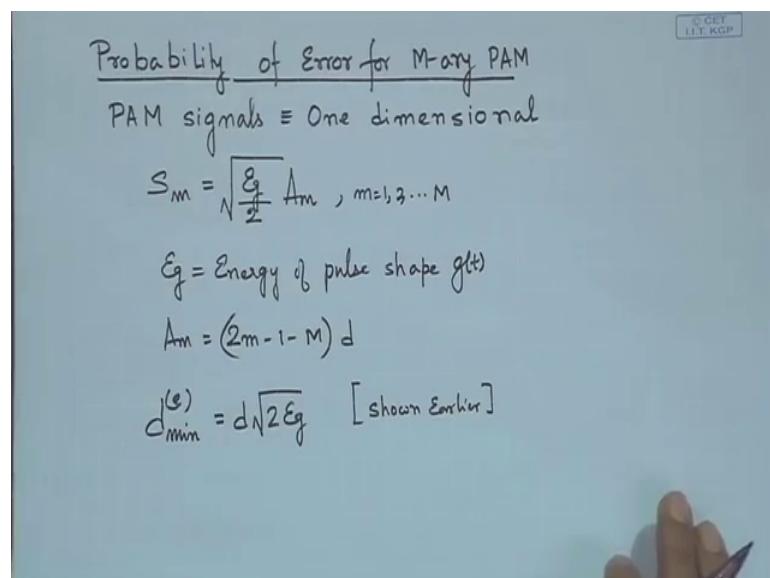 © CET
I.I.T. KGP
Probability of Error for M-ary PAM
PAM signals ≡ One dimensional
Sm = √(Eg/2) Am , m=1,2...M
Eg = Energy of pulse shape g(t)
Am = (2m-1-M) d
d(e)min = d√2Eg [shown Earlier]